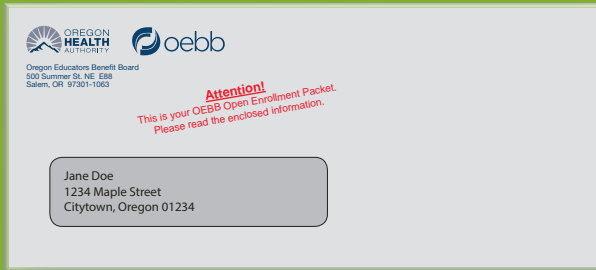 OREGON
HEALTH
AUTHORITY
oebb
Oregon Educators Benefit Board
500 Summer St. NE  E88
Salem, OR  97301-1063
Attention!
This is your OEBB Open Enrollment Packet.
Please read the enclosed information.
Jane Doe
1234 Maple Street
Citytown, Oregon 01234